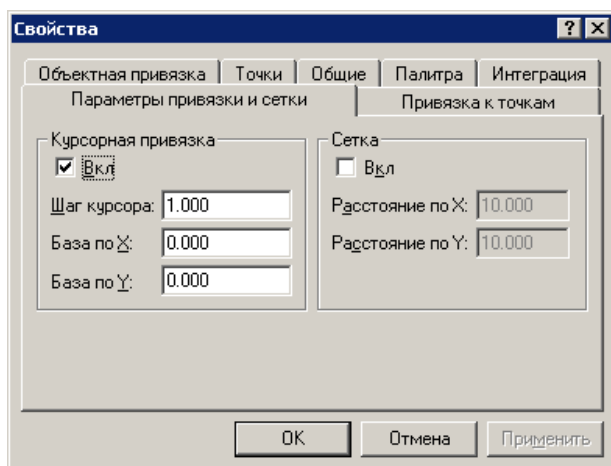 Свойства
Объектная привязка Точки Общие Палитра Интеграция
Параметры привязки и сетки Привязка к точкам
Курсорная привязка Сетка
Вкл Вкл
Шаг курсора: 1.000 Расстояние по X: 10.000
База по X: 0.000 Расстояние по Y: 10.000
База по Y: 0.000
OK Отмена Применить